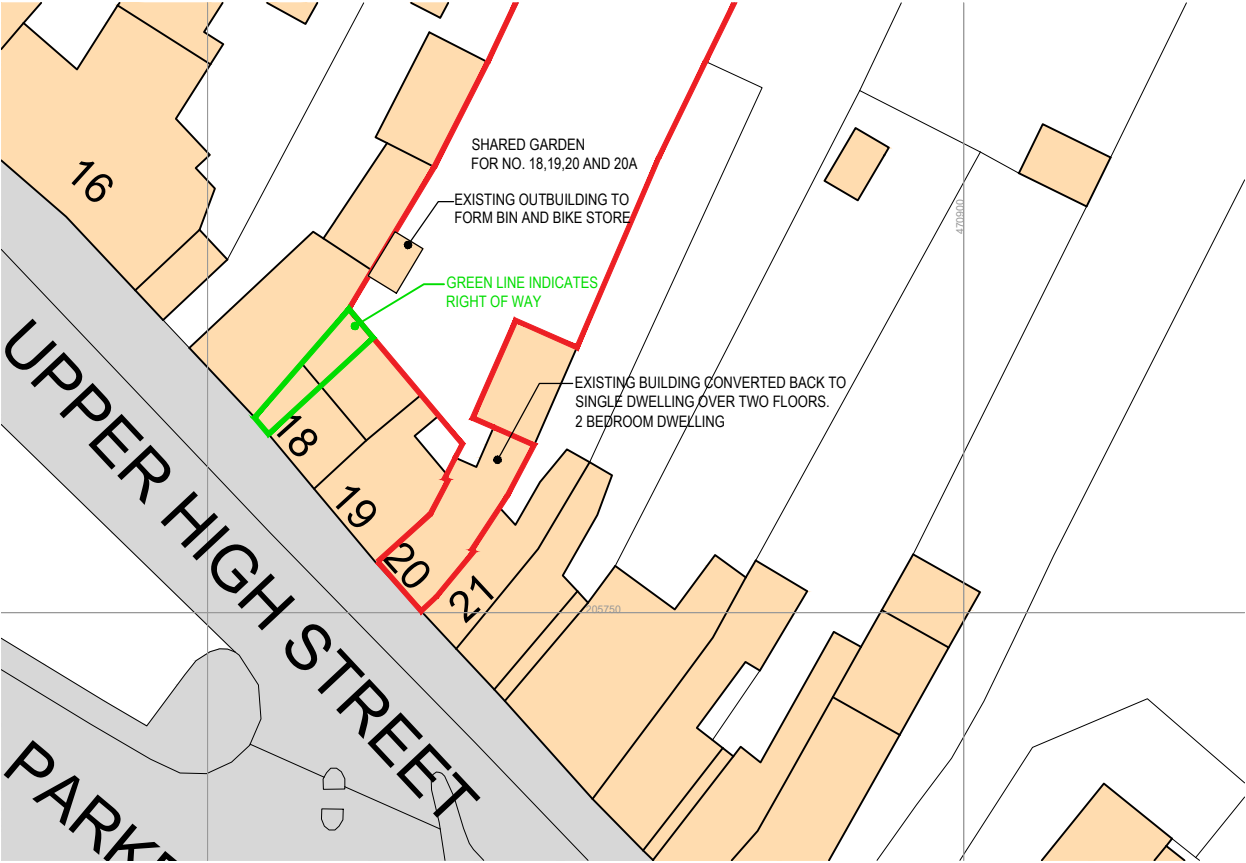 SHARED GARDEN
FOR NO. 18,19,20 AND 20A
16
EXISTING OUTBUILDING TO
FORM BIN AND BIKE STORE
470900
GREEN LINE INDICATES
RIGHT OF WAY
EXISTING BUILDING CONVERTED BACK TO
SINGLE DWELLING OVER TWO FLOORS.
2 BEDROOM DWELLING
18
19
20
21
205750
UPPER HIGH STREET